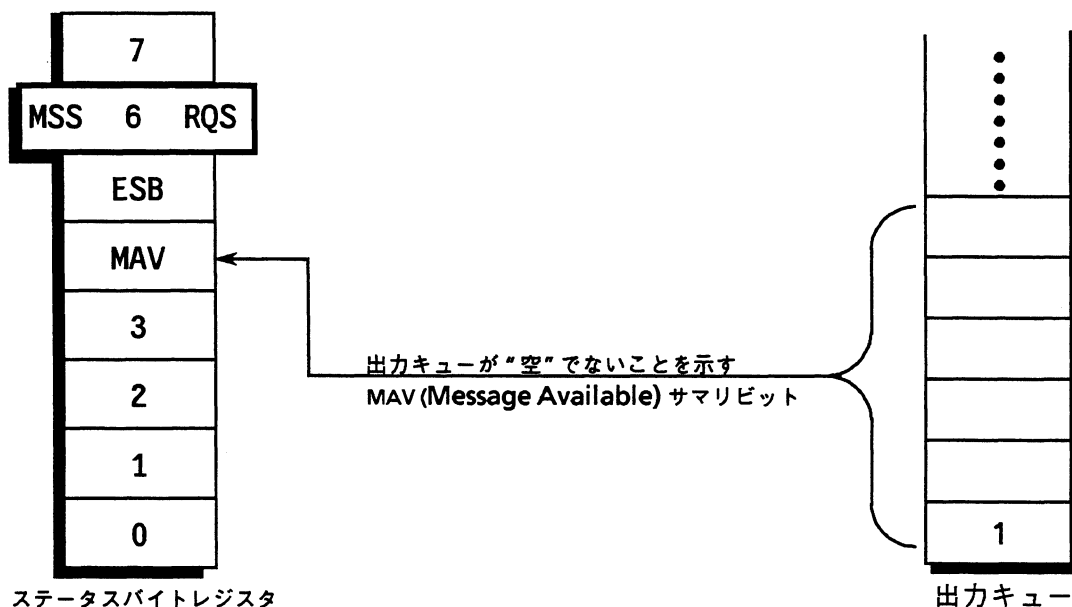 7
MSS 6 RQS
ESB
MAV
3
2
1
0
ステータスバイトレジスタ
出力キューが“空”でないことを示す
MAV (Message Available) サマリビット
1
出力キュー